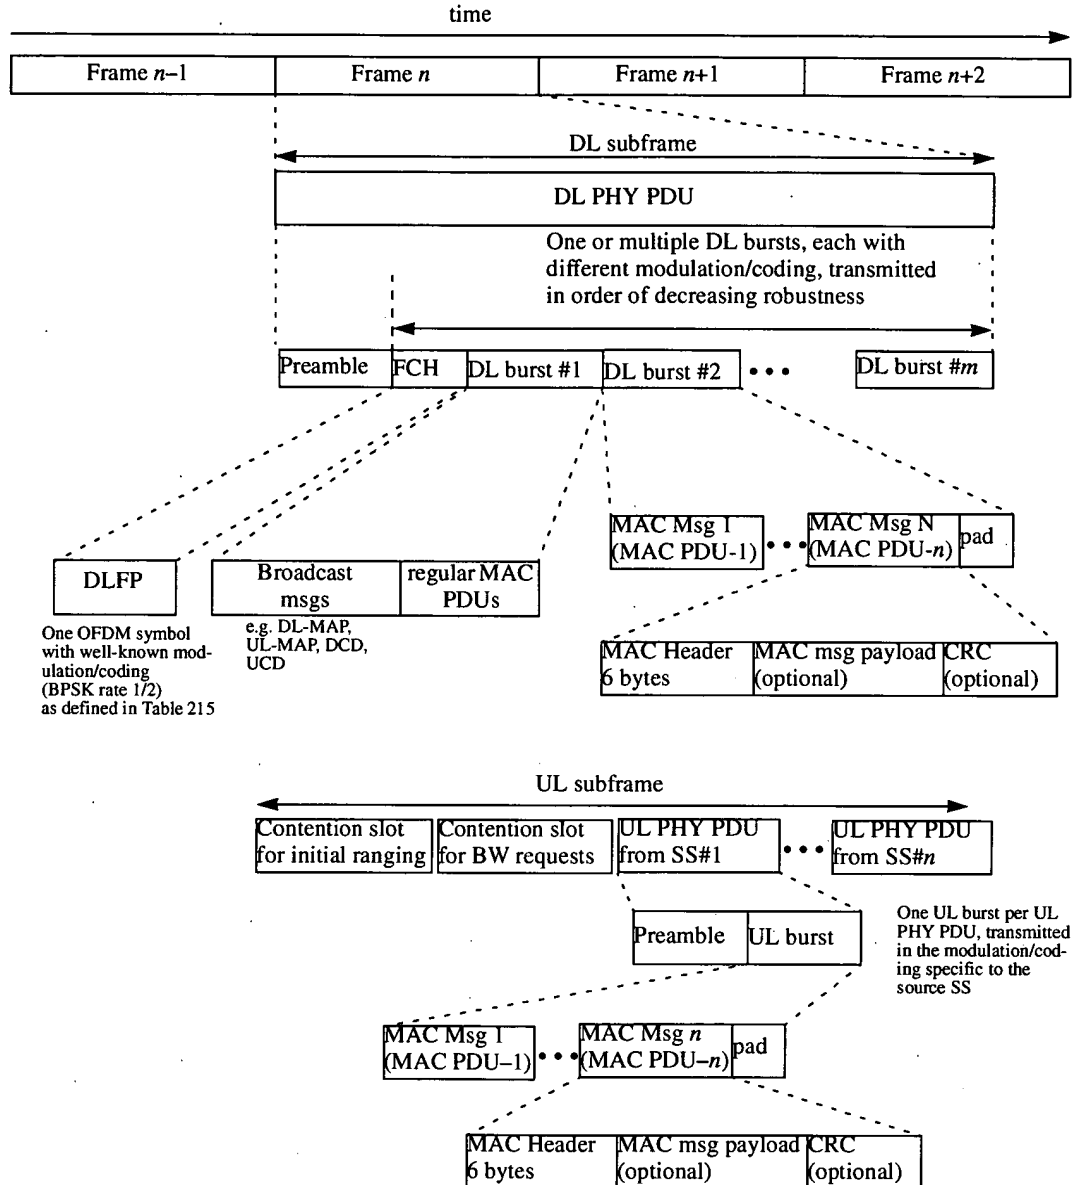 time
Frame n–1
Frame n
Frame n+1
Frame n+2
DL subframe
DL PHY PDU
One or multiple DL bursts, each with
different modulation/coding, transmitted
in order of decreasing robustness
Preamble
FCH
DL burst #1
DL burst #2
DL burst #m
MAC Msg 1
(MAC PDU-1)
MAC Msg N
(MAC PDU-n)
pad
DLFP
Broadcast
msgs
regular MAC
PDUs
One OFDM symbol
with well-known mod-
ulation/coding
(BPSK rate 1/2)
as defined in Table 215
e.g. DL-MAP,
UL-MAP, DCD,
UCD
MAC Header
6 bytes
MAC msg payload
(optional)
CRC
(optional)
UL subframe
Contention slot
for initial ranging
Contention slot
for BW requests
UL PHY PDU
from SS#1
UL PHY PDU
from SS#n
Preamble
UL burst
One UL burst per UL
PHY PDU, transmitted
in the modulation/cod-
ing specific to the
source SS
MAC Msg 1
(MAC PDU–1)
MAC Msg n
(MAC PDU–n)
pad
MAC Header
6 bytes
MAC msg payload
(optional)
CRC
(optional)